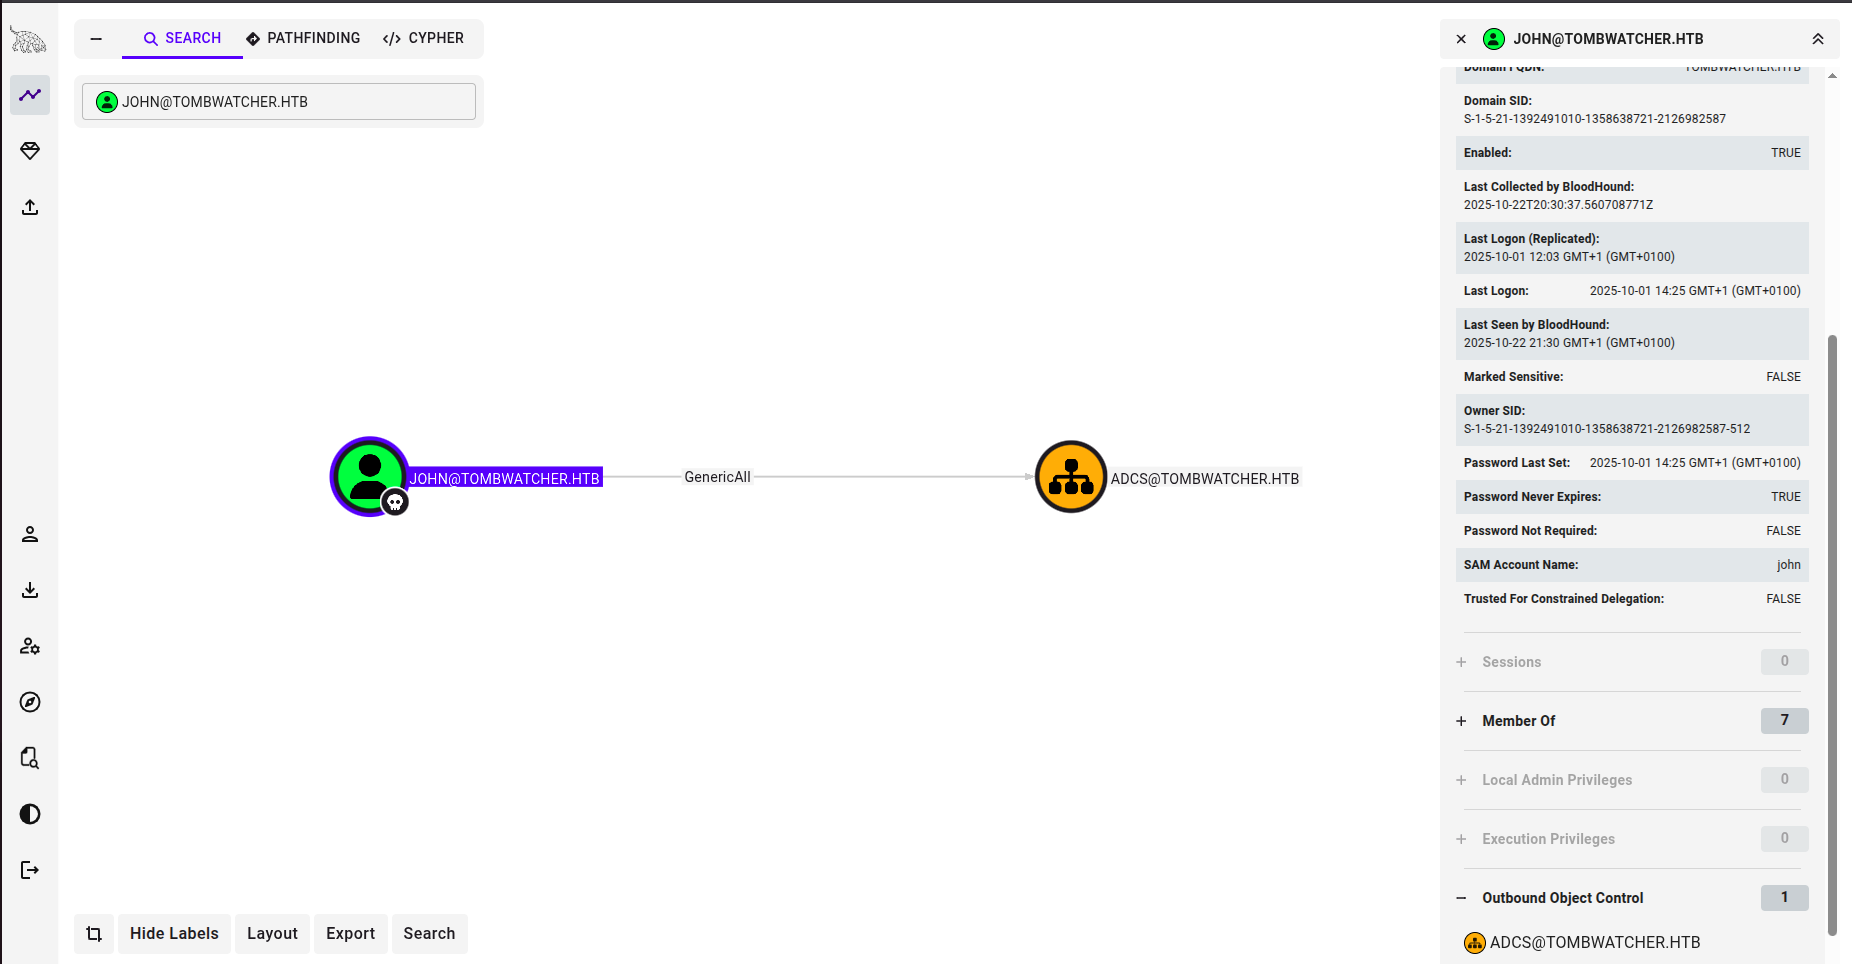 SEARCH PATHFINDING </> CYPHER
JOHN@TOMBWATCHER.HTB
JOHN@TOMBWATCHER.HTB
GenericAll
ADCS@TOMBWATCHER.HTB
Hide Labels Layout Export Search
JOHN@TOMBWATCHER.HTB
Domain FQDN: TOMBWATCHER.HTB
Domain SID:
S-1-5-21-1392491010-1358638721-2126982587
Enabled: TRUE
Last Collected by BloodHound:
2025-10-22T20:30:37.560708771Z
Last Logon (Replicated):
2025-10-01 12:03 GMT+1 (GMT+0100)
Last Logon: 2025-10-01 14:25 GMT+1 (GMT+0100)
Last Seen by BloodHound:
2025-10-22 21:30 GMT+1 (GMT+0100)
Marked Sensitive: FALSE
Owner SID:
S-1-5-21-1392491010-1358638721-2126982587-512
Password Last Set: 2025-10-01 14:25 GMT+1 (GMT+0100)
Password Never Expires: TRUE
Password Not Required: FALSE
SAM Account Name: john
Trusted For Constrained Delegation: FALSE
+ Sessions 0
+ Member Of 7
+ Local Admin Privileges 0
+ Execution Privileges 0
− Outbound Object Control 1
ADCS@TOMBWATCHER.HTB